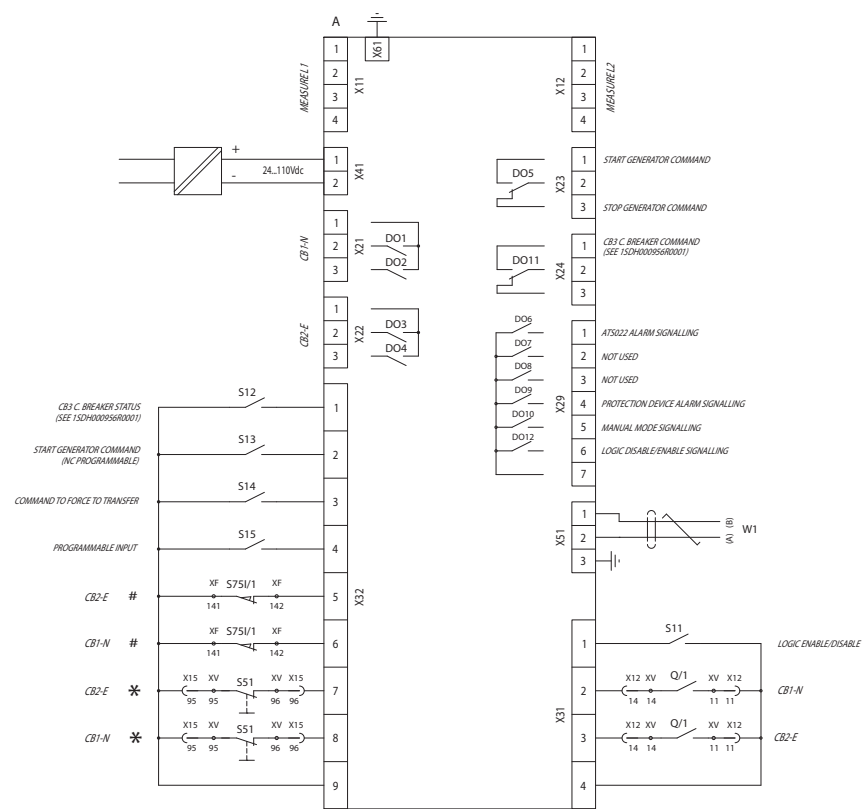 A
X61
1
2
3
4
X11
MEASURE L1
1
2
3
4
X12
MEASURE L2
+
-
24...110Vdc
1
2
X41
DO5
X23
1
2
3
START GENERATOR COMMAND
STOP GENERATOR COMMAND
CB1-N
1
2
3
X21
DO1
DO2
DO11
X24
1
2
3
CB3 C. BREAKER COMMAND
(SEE 1SDH000956R0001)
CB2-E
1
2
3
X22
DO3
DO4
DO6
DO7
DO8
DO9
DO10
DO12
X29
1 ATS022 ALARM SIGNALLING
2 NOT USED
3 NOT USED
4 PROTECTION DEVICE ALARM SIGNALLING
5 MANUAL MODE SIGNALLING
6 LOGIC DISABLE/ENABLE SIGNALLING
7
CB3 C. BREAKER STATUS
(SEE 1SDH000956R0001)
S12
1
START GENERATOR COMMAND
(NC PROGRAMMABLE)
S13
2
COMMAND TO FORCE TO TRANSFER
S14
3
PROGRAMMABLE INPUT
S15
4
X32
CB2-E # XF S75I/1 XF 5
141 142
CB1-N # XF S75I/1 XF 6
141 142
CB2-E * X15 XV S51 XV X15 7
95 95 96 96
CB1-N * X15 XV S51 XV X15 8
95 95 96 96
9
X51
1
2
3
(B)
(A)
W1
X31
1 S11 LOGIC ENABLE/DISABLE
2 X12 XV Q/1 XV X12 CB1-N
14 14 11 11
3 X12 XV Q/1 XV X12 CB2-E
14 14 11 11
4